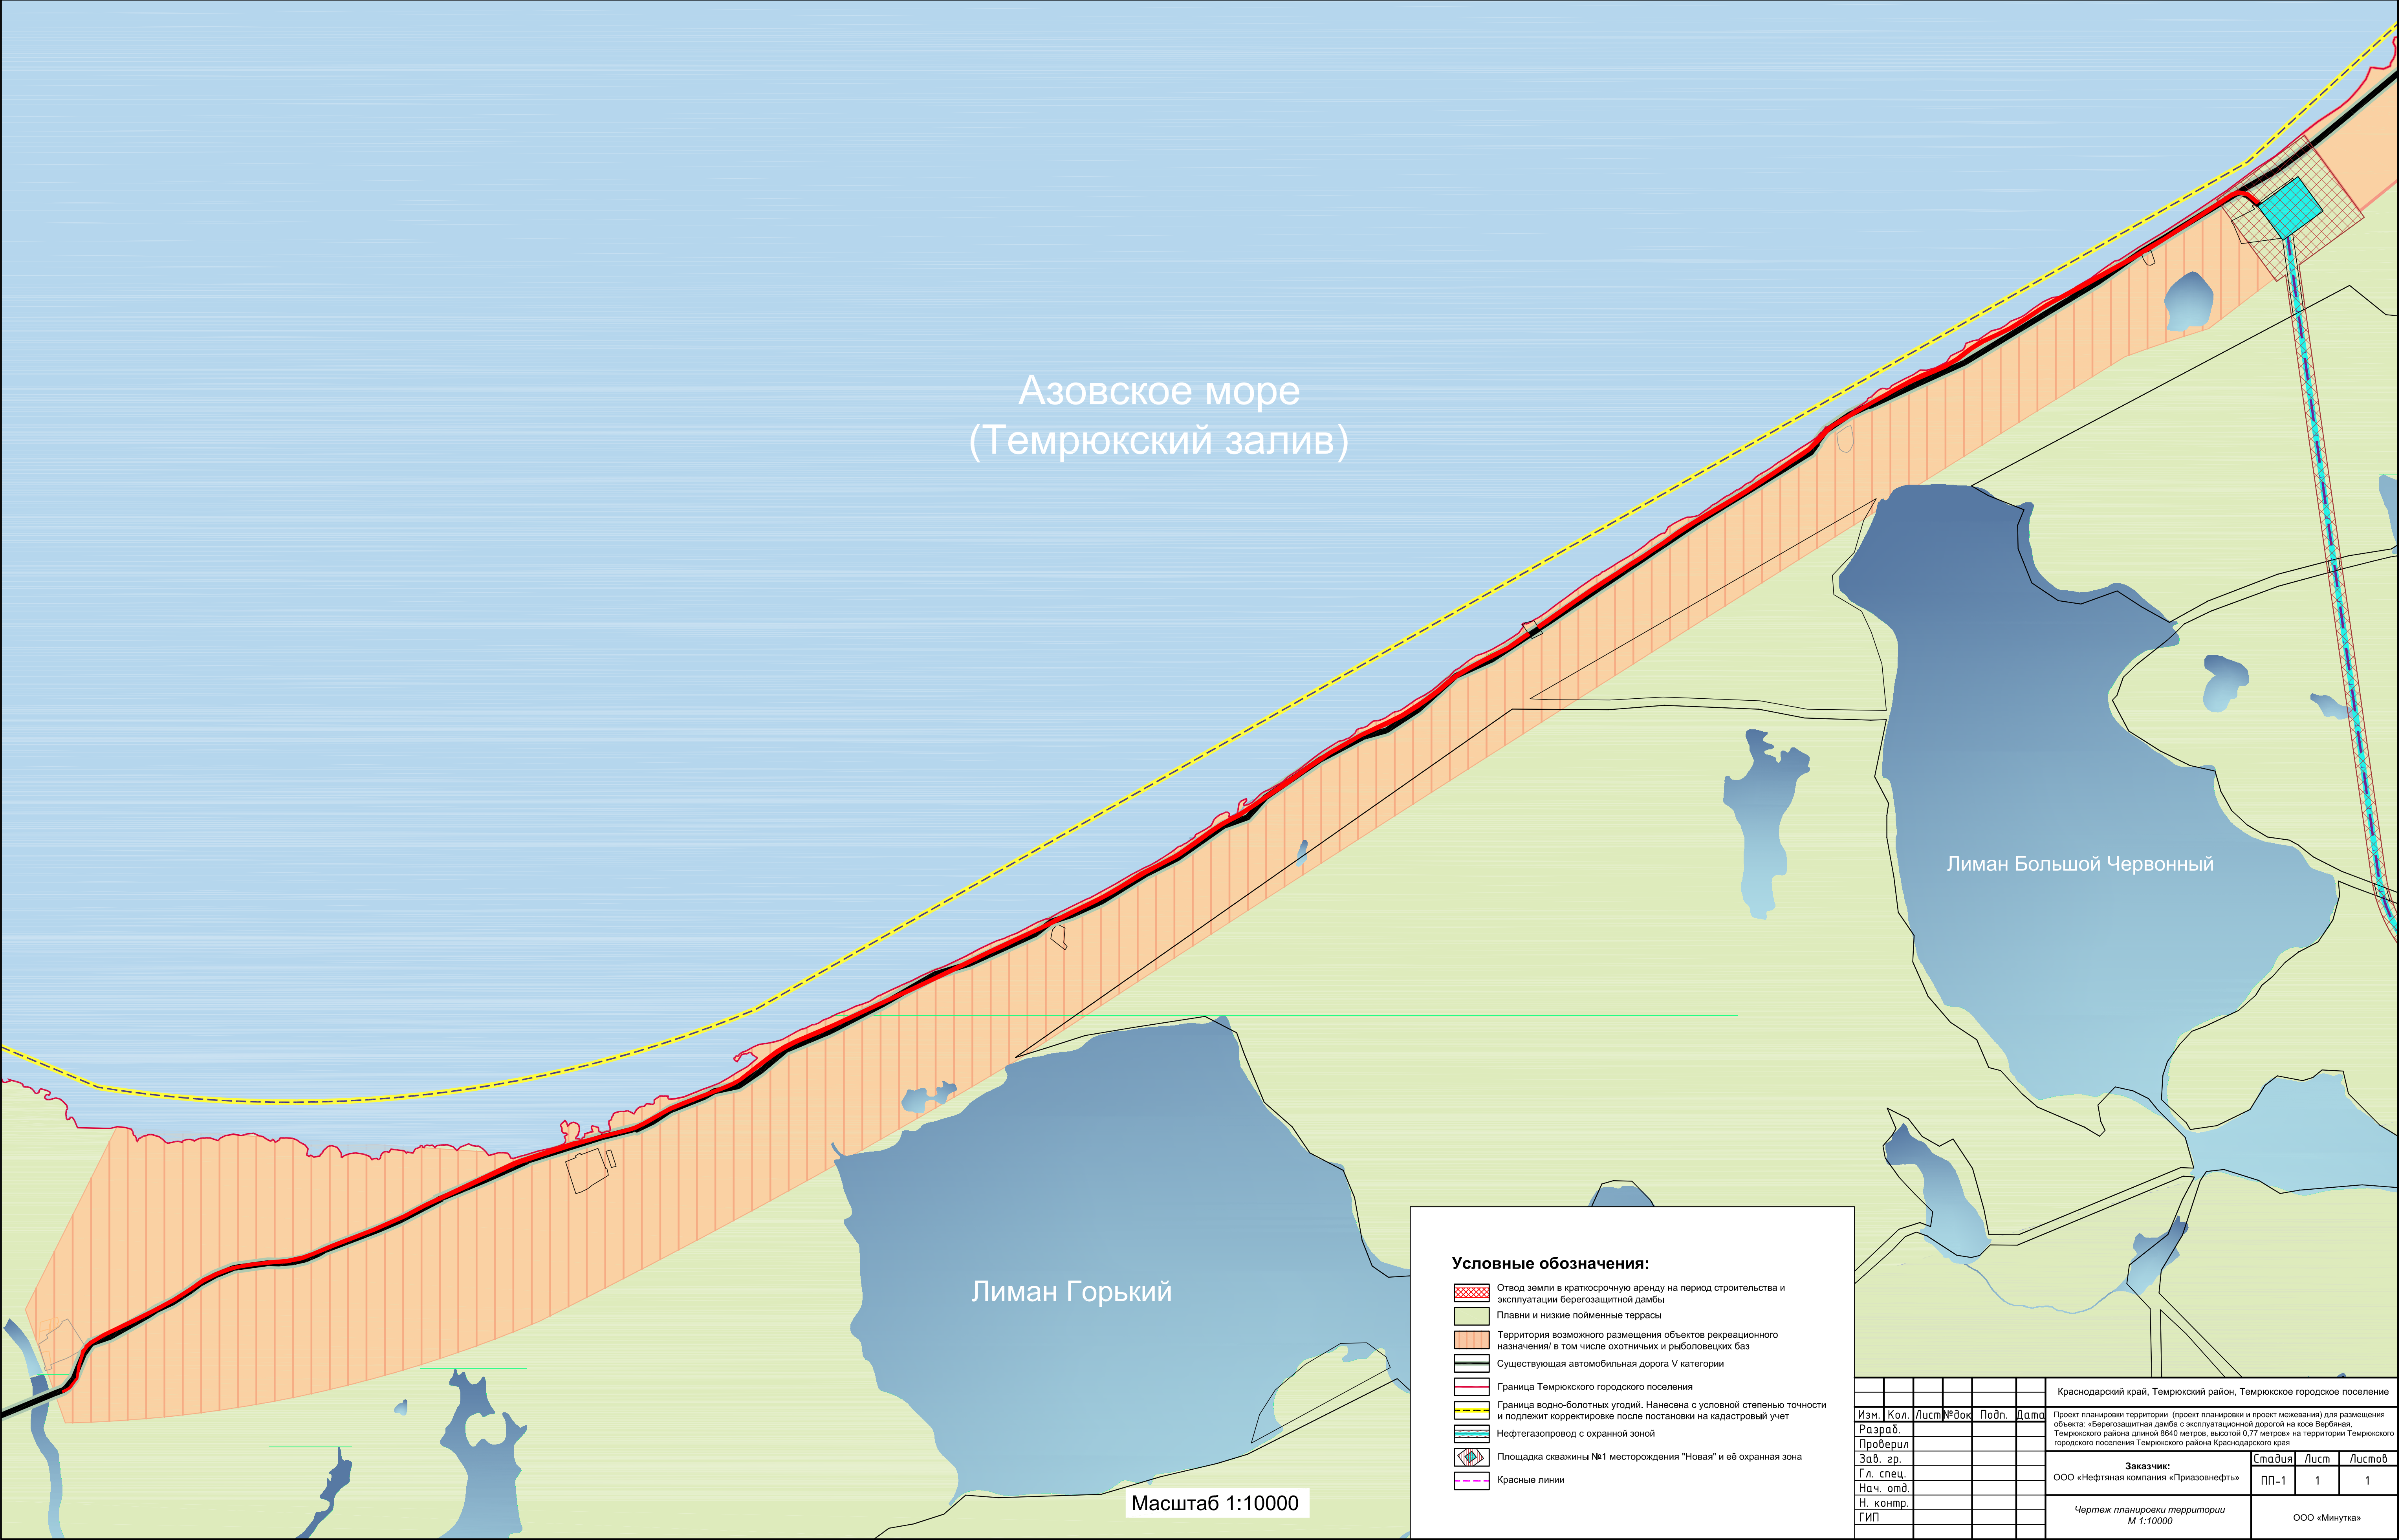 Азовское море
(Темрюкский залив)
Лиман Большой Червонный
Лиман Горький
Масштаб 1:10000
Условные обозначения:
Отвод земли в краткосрочную аренду на период строительства и
эксплуатации берегозащитной дамбы
Плавни и низкие пойменные террасы
Территория возможного размещения объектов рекреационного
назначения/ в том числе охотничьих и рыболовецких баз
Существующая автомобильная дорога V категории
Граница Темрюкского городского поселения
Граница водно-болотных угодий. Нанесена с условной степенью точности
и подлежит корректировке после постановки на кадастровый учет
Нефтегазопровод с охранной зоной
Площадка скважины №1 месторождения "Новая" и её охранная зона
Красные линии
Краснодарский край, Темрюкский район, Темрюкское городское поселение
Изм. Кол. Лист №док Подп. Дата
Проект планировки территории (проект планировки и проект межевания) для размещения
объекта: «Берегозащитная дамба с эксплуатационной дорогой на косе Вербяная,
Темрюкского района длиной 8640 метров, высотой 0,77 метров» на территории Темрюкского
городского поселения Темрюкского района Краснодарского края
Разраб.
Проверил
Зав. гр.
Гл. спец.
Нач. отд.
Н. контр.
ГИП
Заказчик:
ООО «Нефтяная компания «Приазовнефть»
Стадия Лист Листов
ПП-1 1 1
Чертеж планировки территории
М 1:10000
ООО «Минутка»